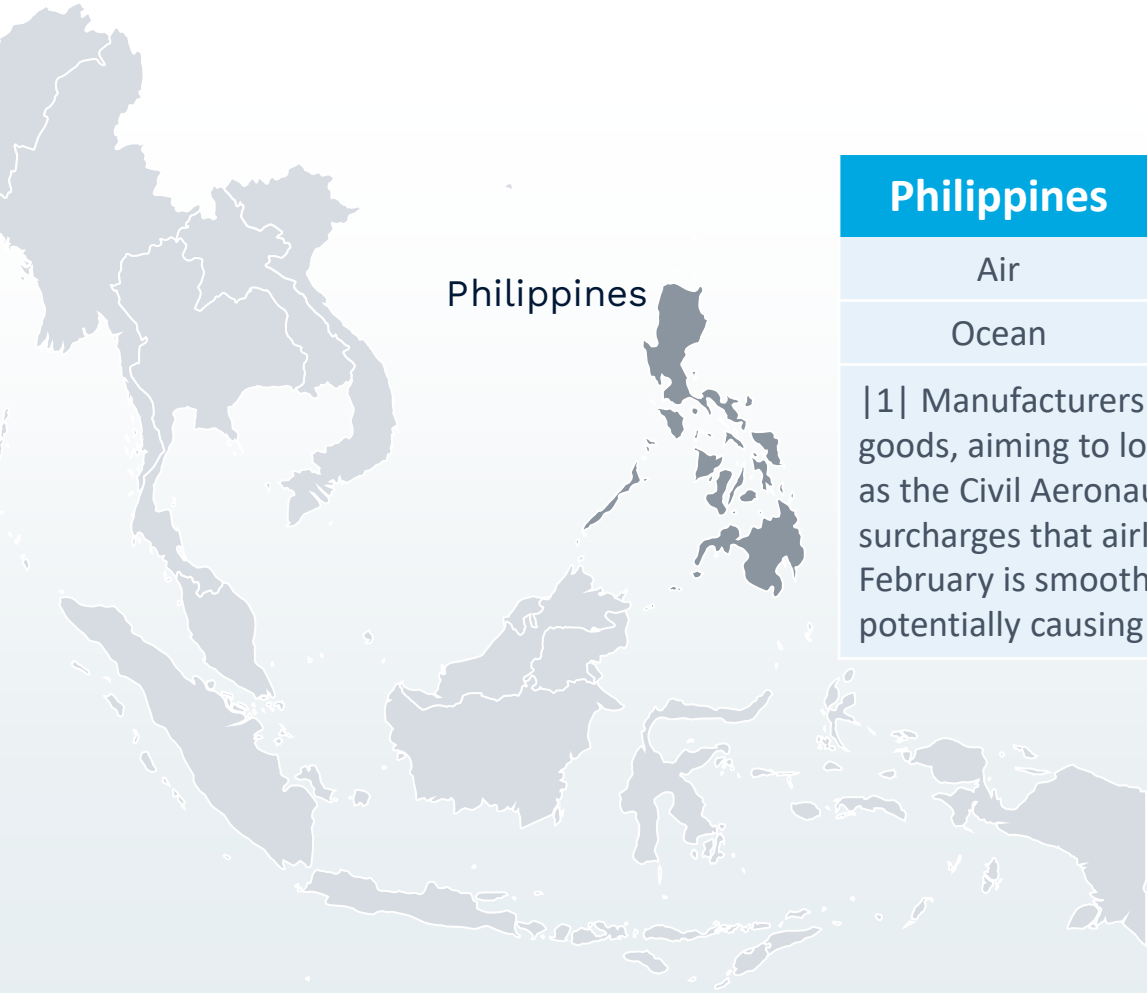 Philippines
Philippines
Air
Ocean
|1| Manufacturers
goods, aiming to lo
as the Civil Aeronau
surcharges that airl
February is smooth
potentially causing